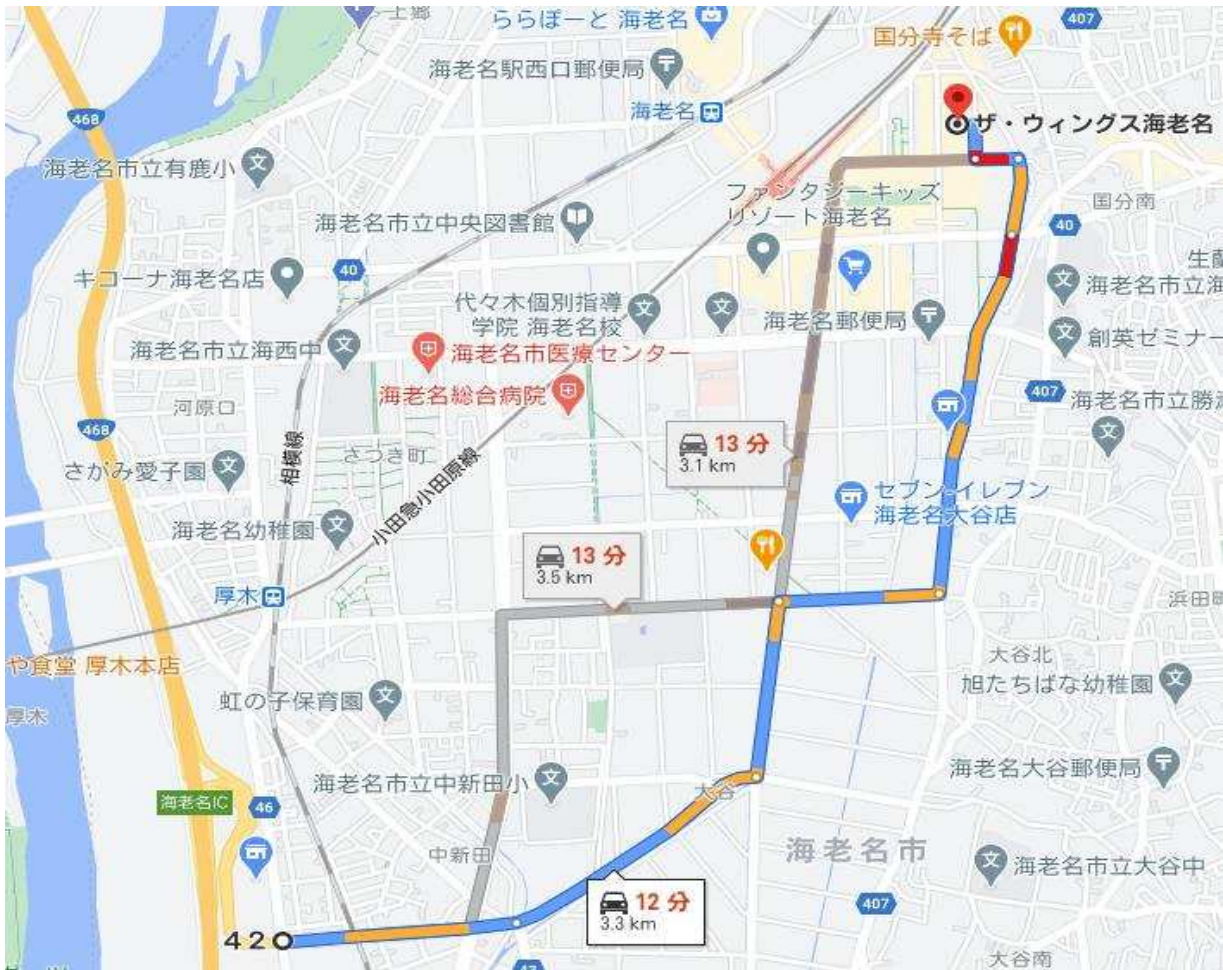 上郷
ららぽーと 海老名
407
国分寺そば
海老名駅西口郵便局
海老名
468
ザ・ウィングス海老名
海老名市立有鹿小
ファンタジーキッズ
リゾート海老名
国分南
海老名市立中央図書館
40
キコーナ海老名店
40
代々木個別指導
学院 海老名校
海老名郵便局
海老名市立海
海老名市立海西中
海老名市医療センター
創英ゼミナー
海老名総合病院
407
海老名市立勝
河原口
468
相模線
さつき町
小田急小田原線
13 分
3.1 km
さがみ愛子園
セブン-イレブン
海老名大谷店
海老名幼稚園
13 分
3.5 km
厚木
浜田町
や食堂 厚木本店
大谷北
旭たちばな幼稚園
虹の子保育園
厚木
海老名大谷郵便局
海老名市立中新田小
大谷
海老名IC
46
海老名市
中新田
海老名市立大谷中
12 分
3.3 km
407
42
大谷南